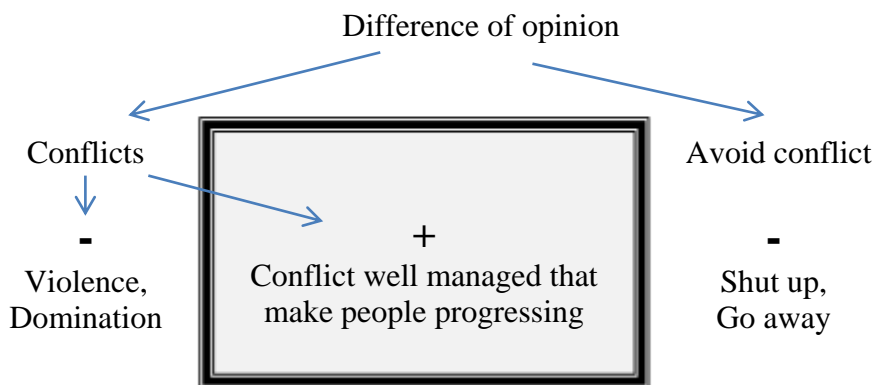 Difference of opinion
Conflicts
Avoid conflict
-
Violence,
Domination
+
Conflict well managed that
make people progressing
-
Shut up,
Go away